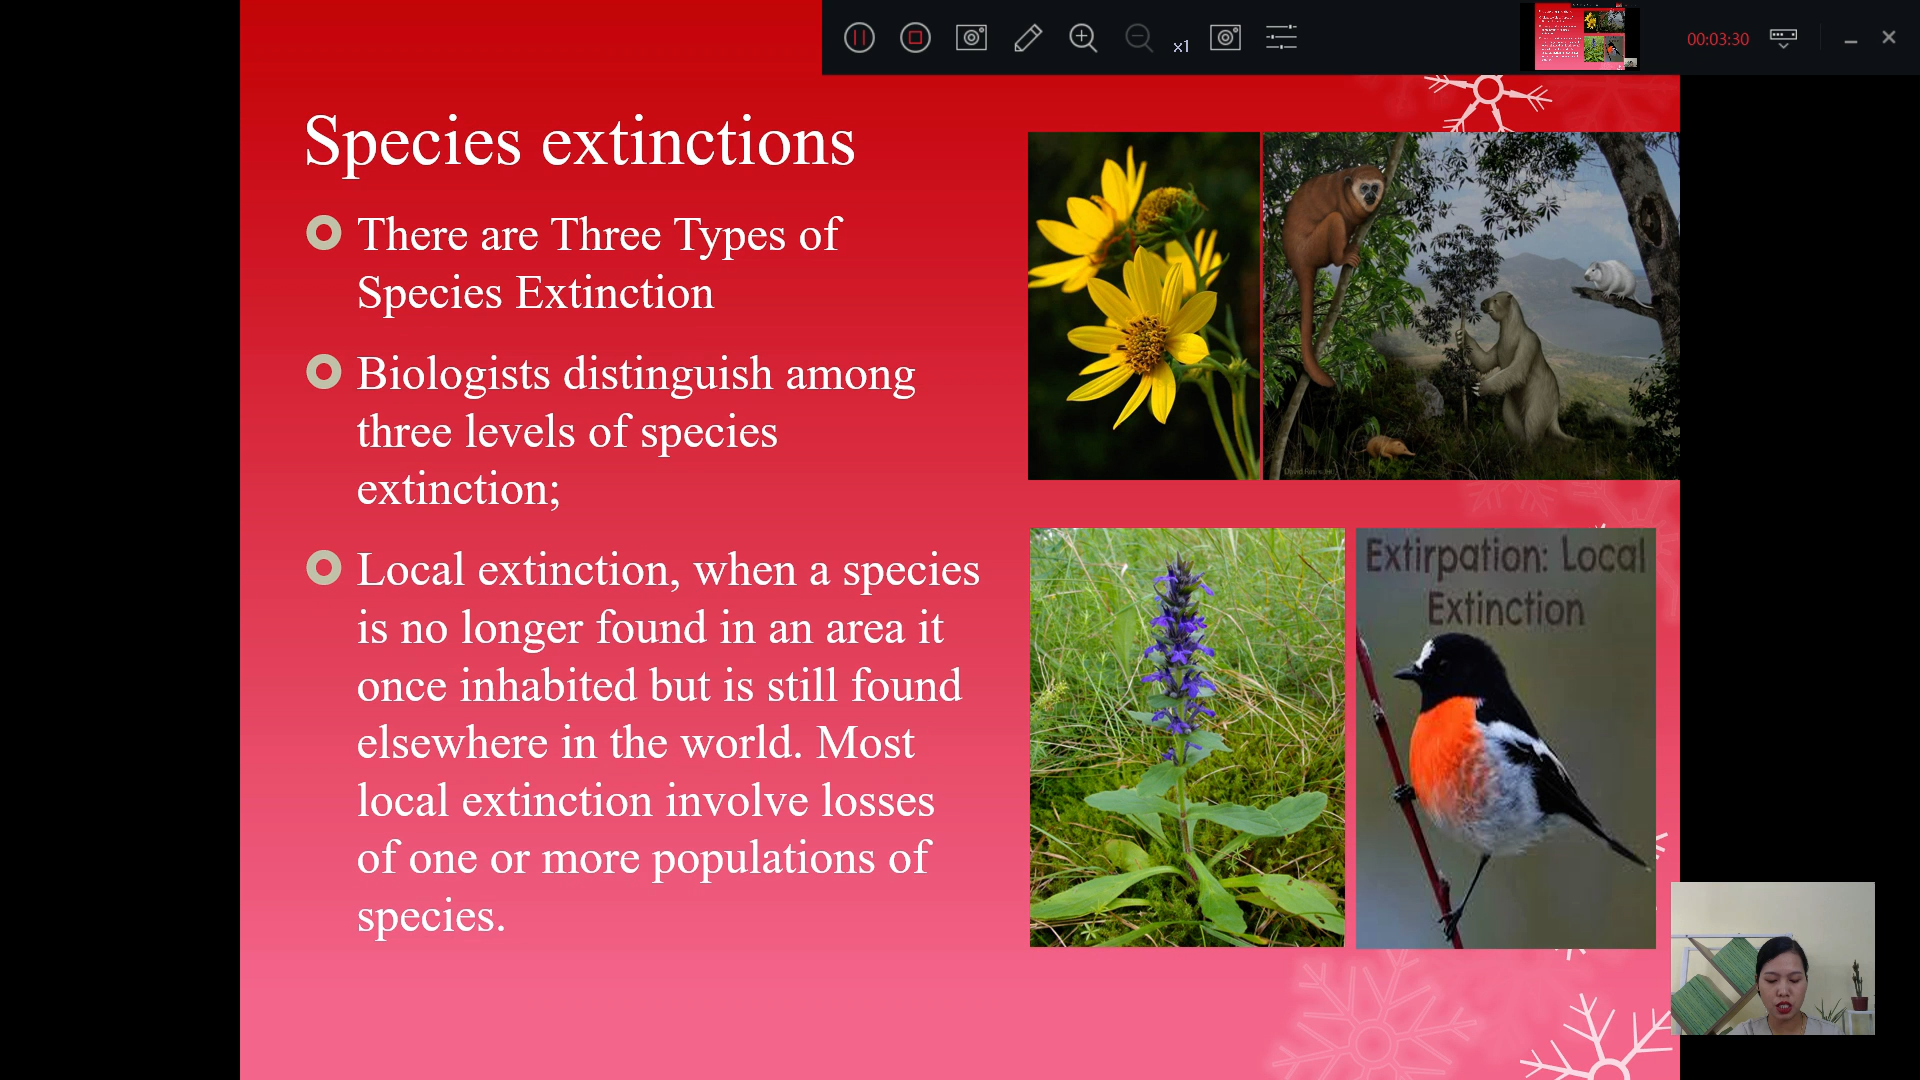 x1
00:03:30
Species extinctions
There are Three Types of
Species Extinction
Biologists distinguish among
three levels of species
extinction;
Local extinction, when a species
is no longer found in an area it
once inhabited but is still found
elsewhere in the world. Most
local extinction involve losses
of one or more populations of
species.
Extirpation: Local
Extinction